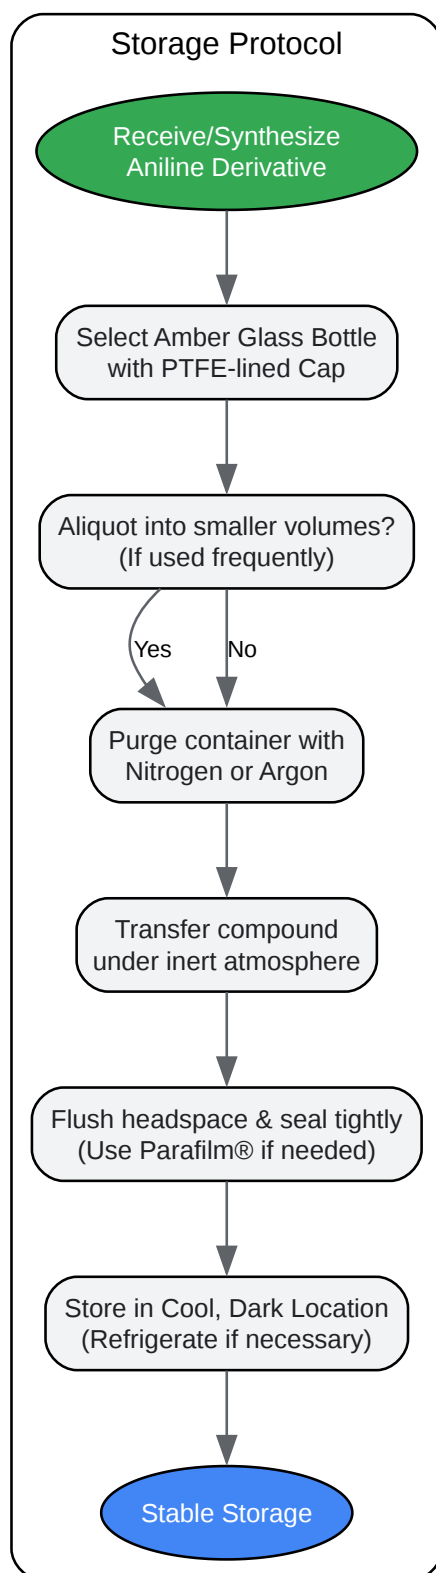 Storage Protocol
Receive/Synthesize
Aniline Derivative
Select Amber Glass Bottle
with PTFE-lined Cap
Aliquot into smaller volumes?
(If used frequently)
Yes
No
Purge container with
Nitrogen or Argon
Transfer compound
under inert atmosphere
Flush headspace & seal tightly
(Use Parafilm® if needed)
Store in Cool, Dark Location
(Refrigerate if necessary)
Stable Storage